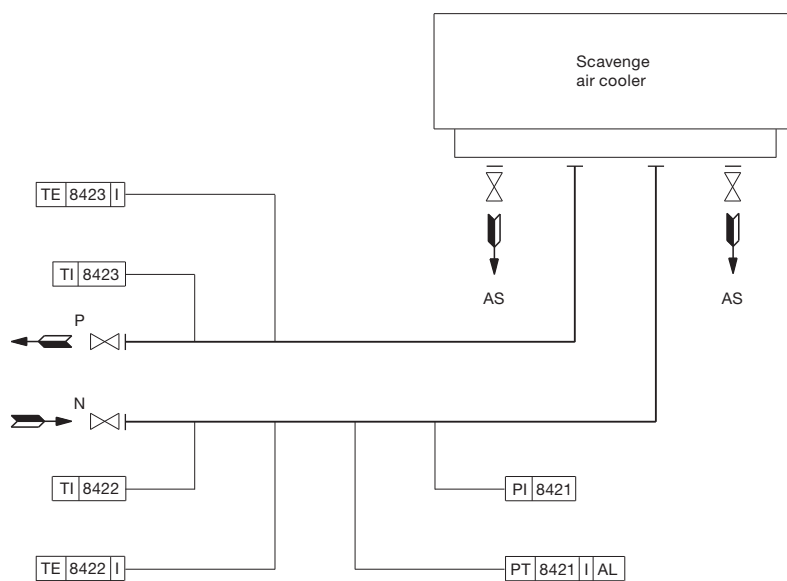 Scavenge
air cooler
TE 8423 I
TI 8423
AS AS
P
N
TI 8422
PI 8421
TE 8422 I
PT 8421 I AL